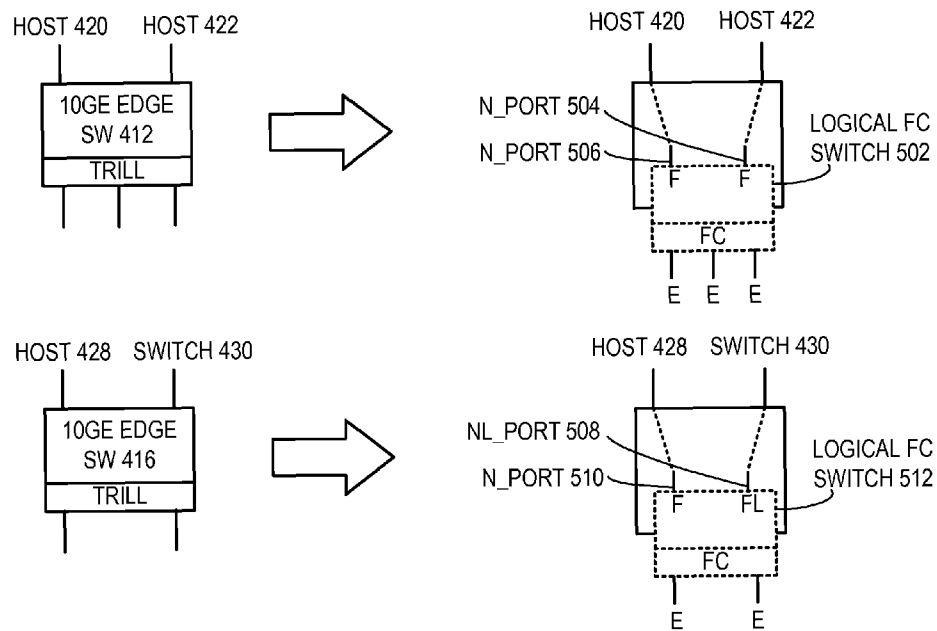 HOST 420 HOST 422
10GE EDGE
SW 412
TRILL
HOST 420 HOST 422
N_PORT 504
N_PORT 506
LOGICAL FC
SWITCH 502
F F
FC
E E E
HOST 428 SWITCH 430
10GE EDGE
SW 416
TRILL
HOST 428 SWITCH 430
NL_PORT 508
N_PORT 510
LOGICAL FC
SWITCH 512
F FL
FC
E E